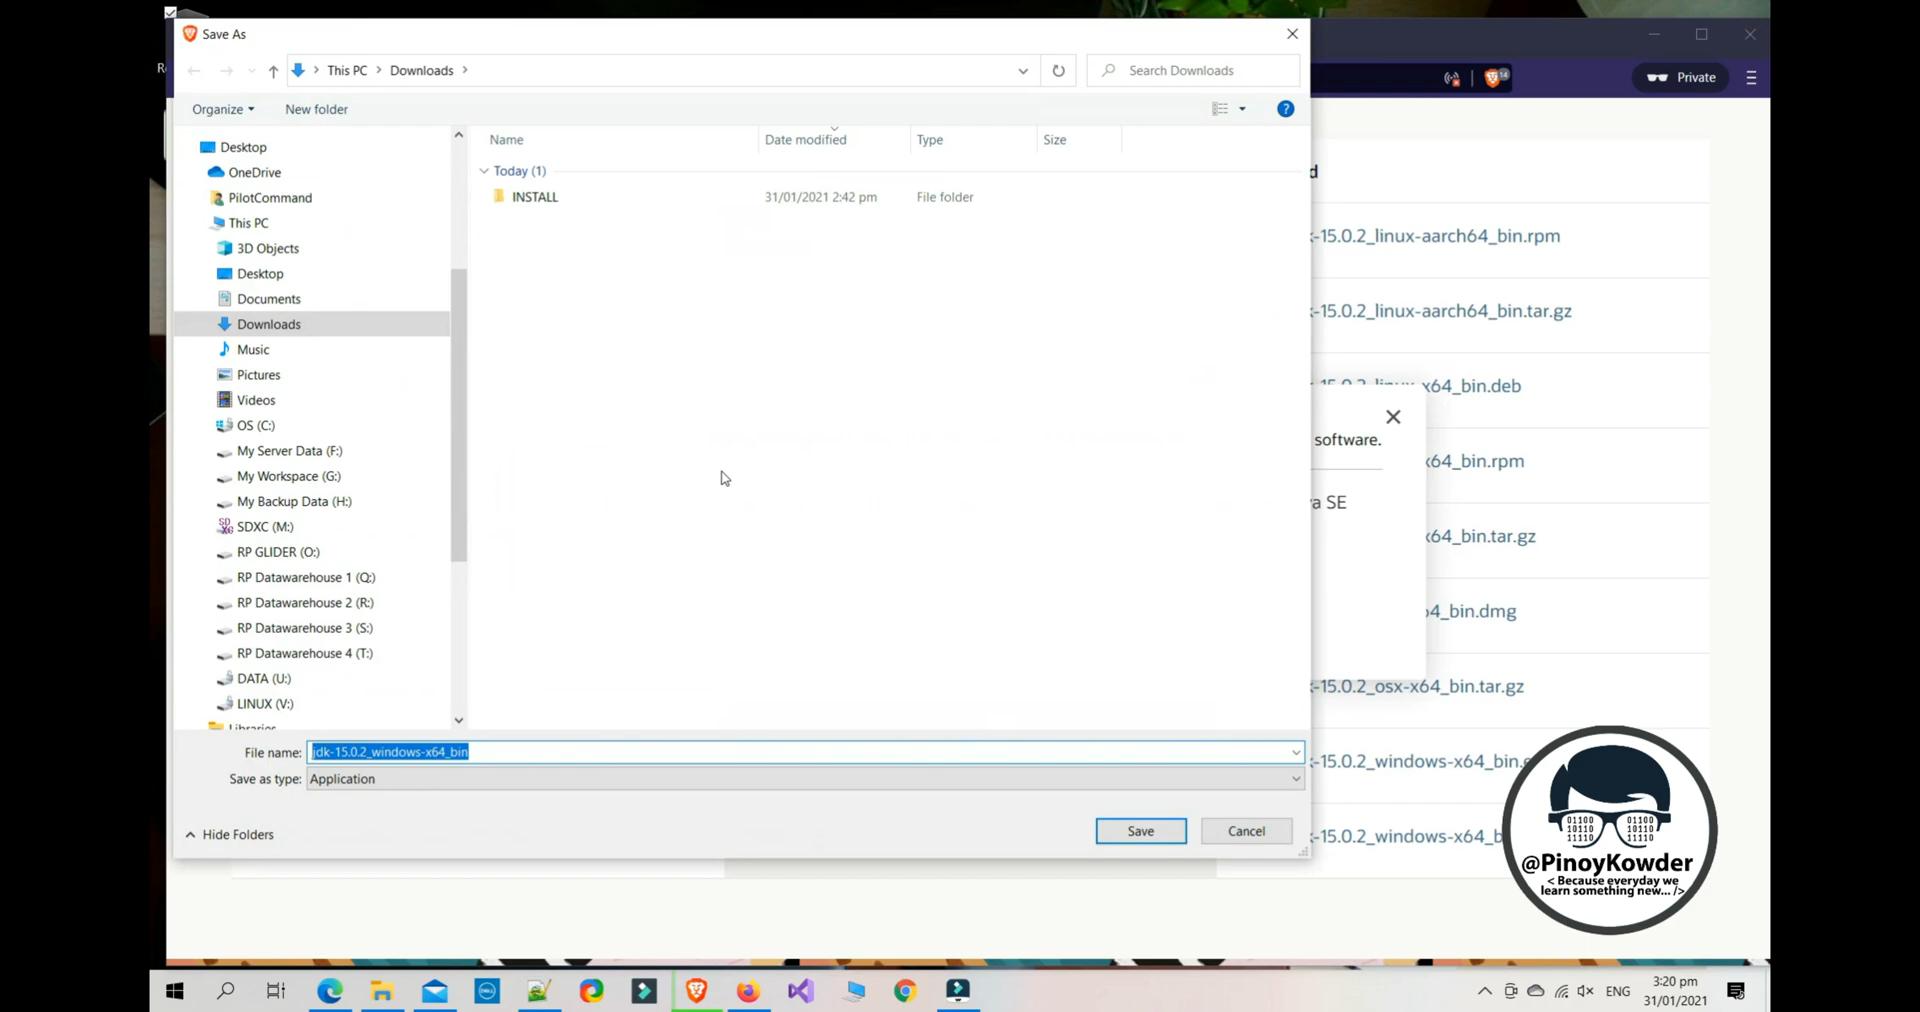 Save As
This PC
Downloads
Search Downloads
14
Private
Organize
New folder
Name
Date modified
Type
Size
Today (1)
INSTALL
31/01/2021 2:42 pm
File folder
Desktop
OneDrive
PilotCommand
This PC
3D Objects
Desktop
Documents
Downloads
Music
Pictures
Videos
OS (C:)
My Server Data (F:)
My Workspace (G:)
My Backup Data (H:)
SDXC (M:)
RP GLIDER (O:)
RP Datawarehouse 1 (Q:)
RP Datawarehouse 2 (R:)
RP Datawarehouse 3 (S:)
RP Datawarehouse 4 (T:)
DATA (U:)
LINUX (V:)
Libraries
File name: jdk-15.0.2_windows-x64_bin
Save as type: Application
Hide Folders
Save
Cancel
-15.0.2_linux-aarch64_bin.rpm
-15.0.2_linux-aarch64_bin.tar.gz
x64_bin.deb
software.
x64_bin.rpm
SE
x64_bin.tar.gz
4_bin.dmg
-15.0.2_osx-x64_bin.tar.gz
-15.0.2_windows-x64_bin.
-15.0.2_windows-x64_b
01100 01100
10110 10110
11110 11110
@PinoyKowder
< Because everyday we
learn something new... />
DELL
ENG
3:20 pm
31/01/2021